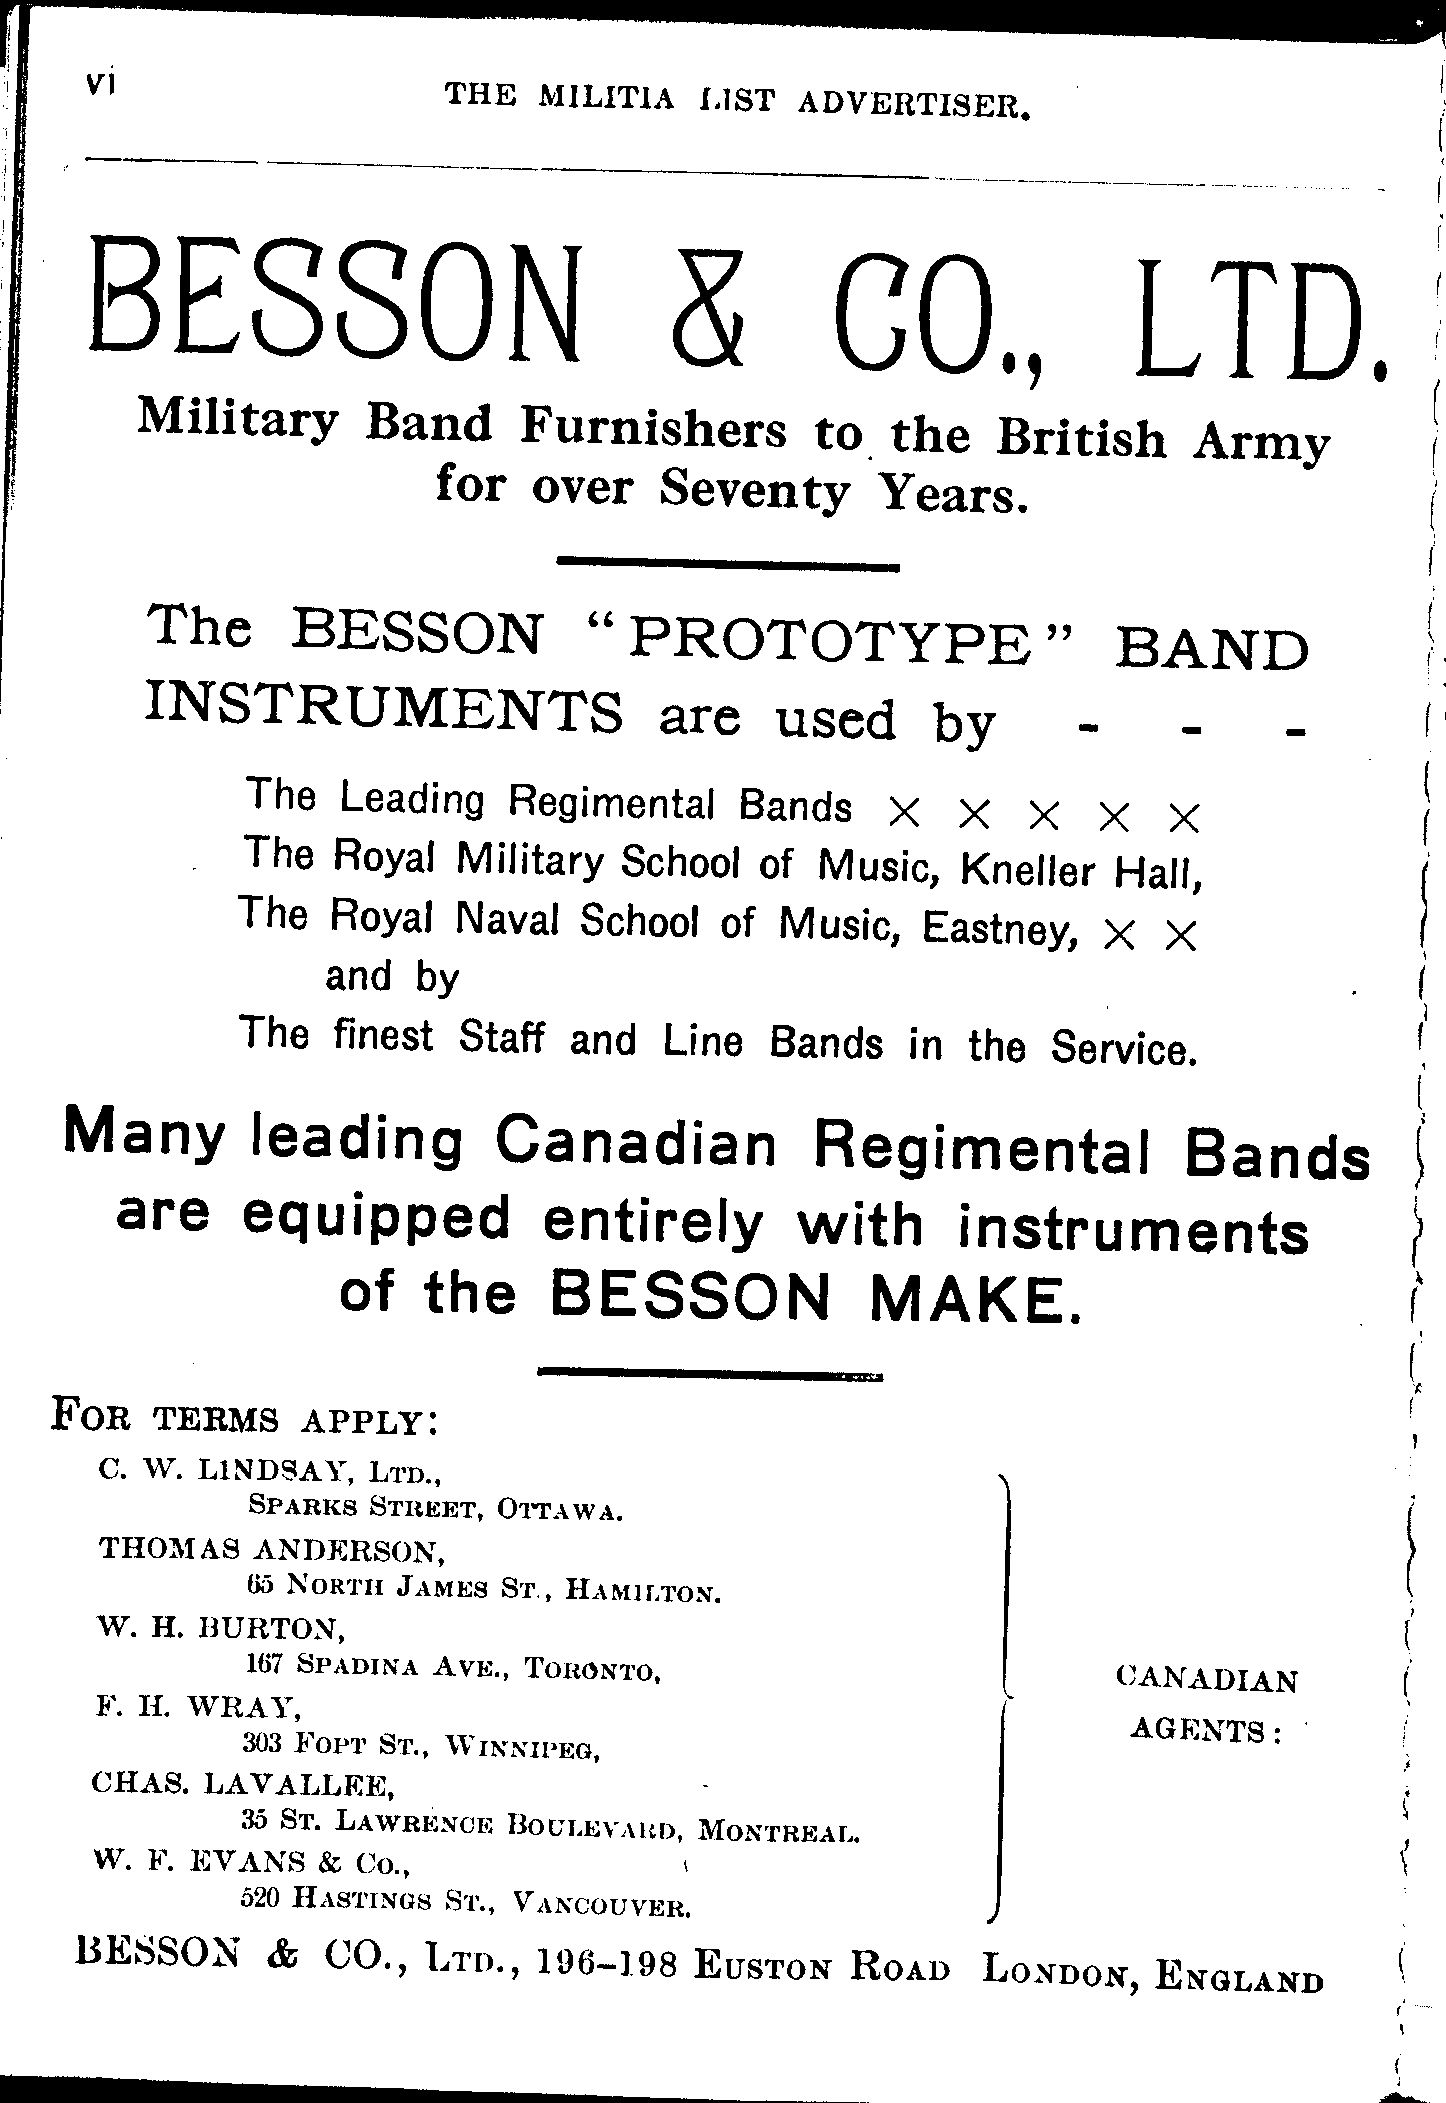 vi
THE MILITIA LIST ADVERTISER.
BESSON & CO., LTD.
Military Band Furnishers to the British Army
for over Seventy Years.
The BESSON "PROTOTYPE" BAND
INSTRUMENTS are used by - - -
The Leading Regimental Bands × × × × ×
The Royal Military School of Music, Kneller Hall,
The Royal Naval School of Music, Eastney, × ×
and by
The finest Staff and Line Bands in the Service.
Many leading Canadian Regimental Bands
are equipped entirely with instruments
of the BESSON MAKE.
FOR TERMS APPLY:
C. W. LINDSAY, LTD.,
SPARKS STREET, OTTAWA.
THOMAS ANDERSON,
65 NORTH JAMES ST., HAMILTON.
W. H. BURTON,
167 SPADINA AVE., TORONTO,
F. H. WRAY,
303 FOPT ST., WINNIPEG,
CHAS. LAVALLEE,
35 ST. LAWRENCE BOULEVARD, MONTREAL.
W. F. EVANS & CO.,
520 HASTINGS ST., VANCOUVER.
CANADIAN
AGENTS:
BESSON & CO., LTD., 196-198 EUSTON ROAD LONDON, ENGLAND